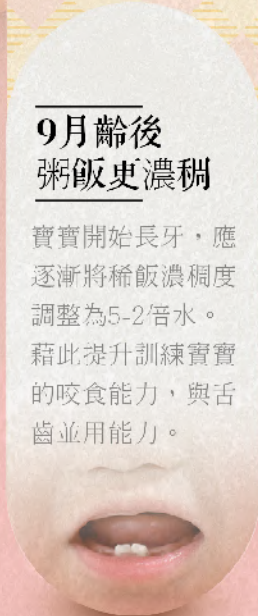 9月齡後
粥飯更濃稠
寶寶開始長牙，應
逐漸將稀飯濃稠度
調整為5-2倍水。
藉此提升訓練寶寶
的咬食能力，與舌
齒並用能力。